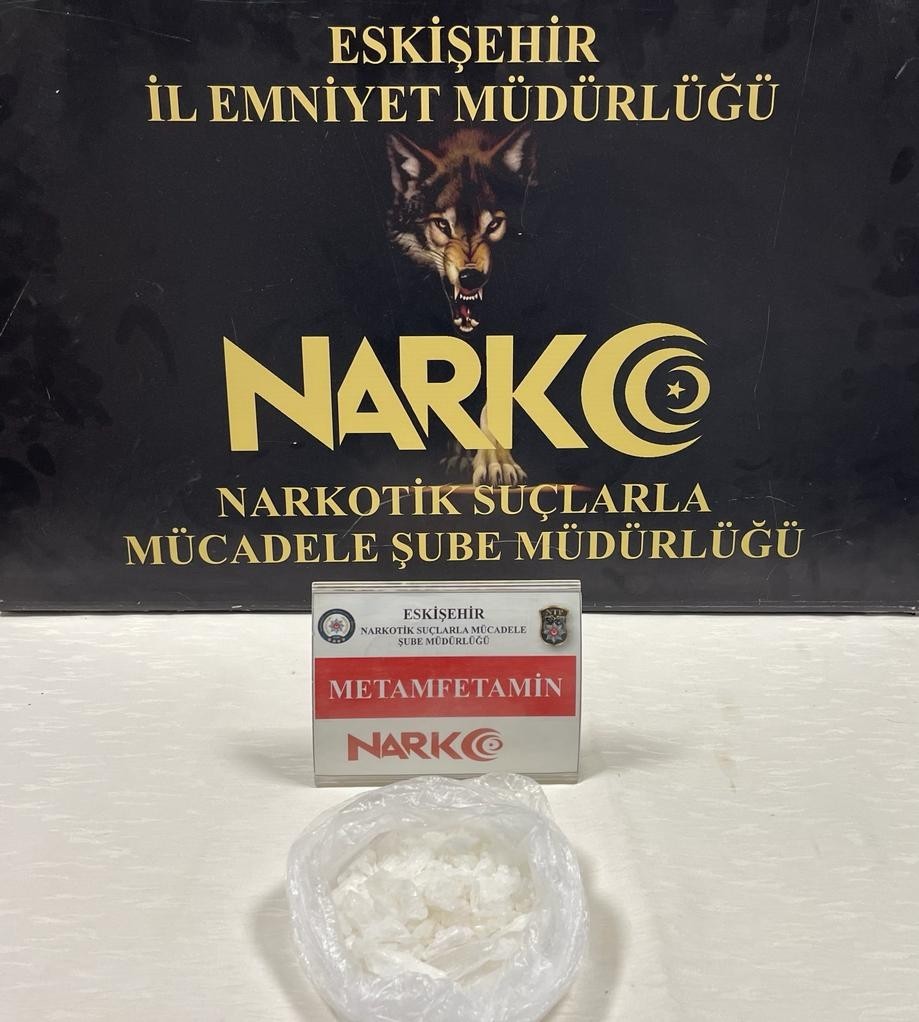 ESKİŞEHİR
İL EMNİYET MÜDÜRLÜĞÜ
NARKO
NARKOTİK SUÇLARLA
MÜCADELE ŞUBE MÜDÜRLÜĞÜ
ESKİŞEHİR
NARKOTİK SUÇLARLA MÜCADELE
ŞUBE MÜDÜRLÜĞÜ
METAMFETAMİN
NARKO